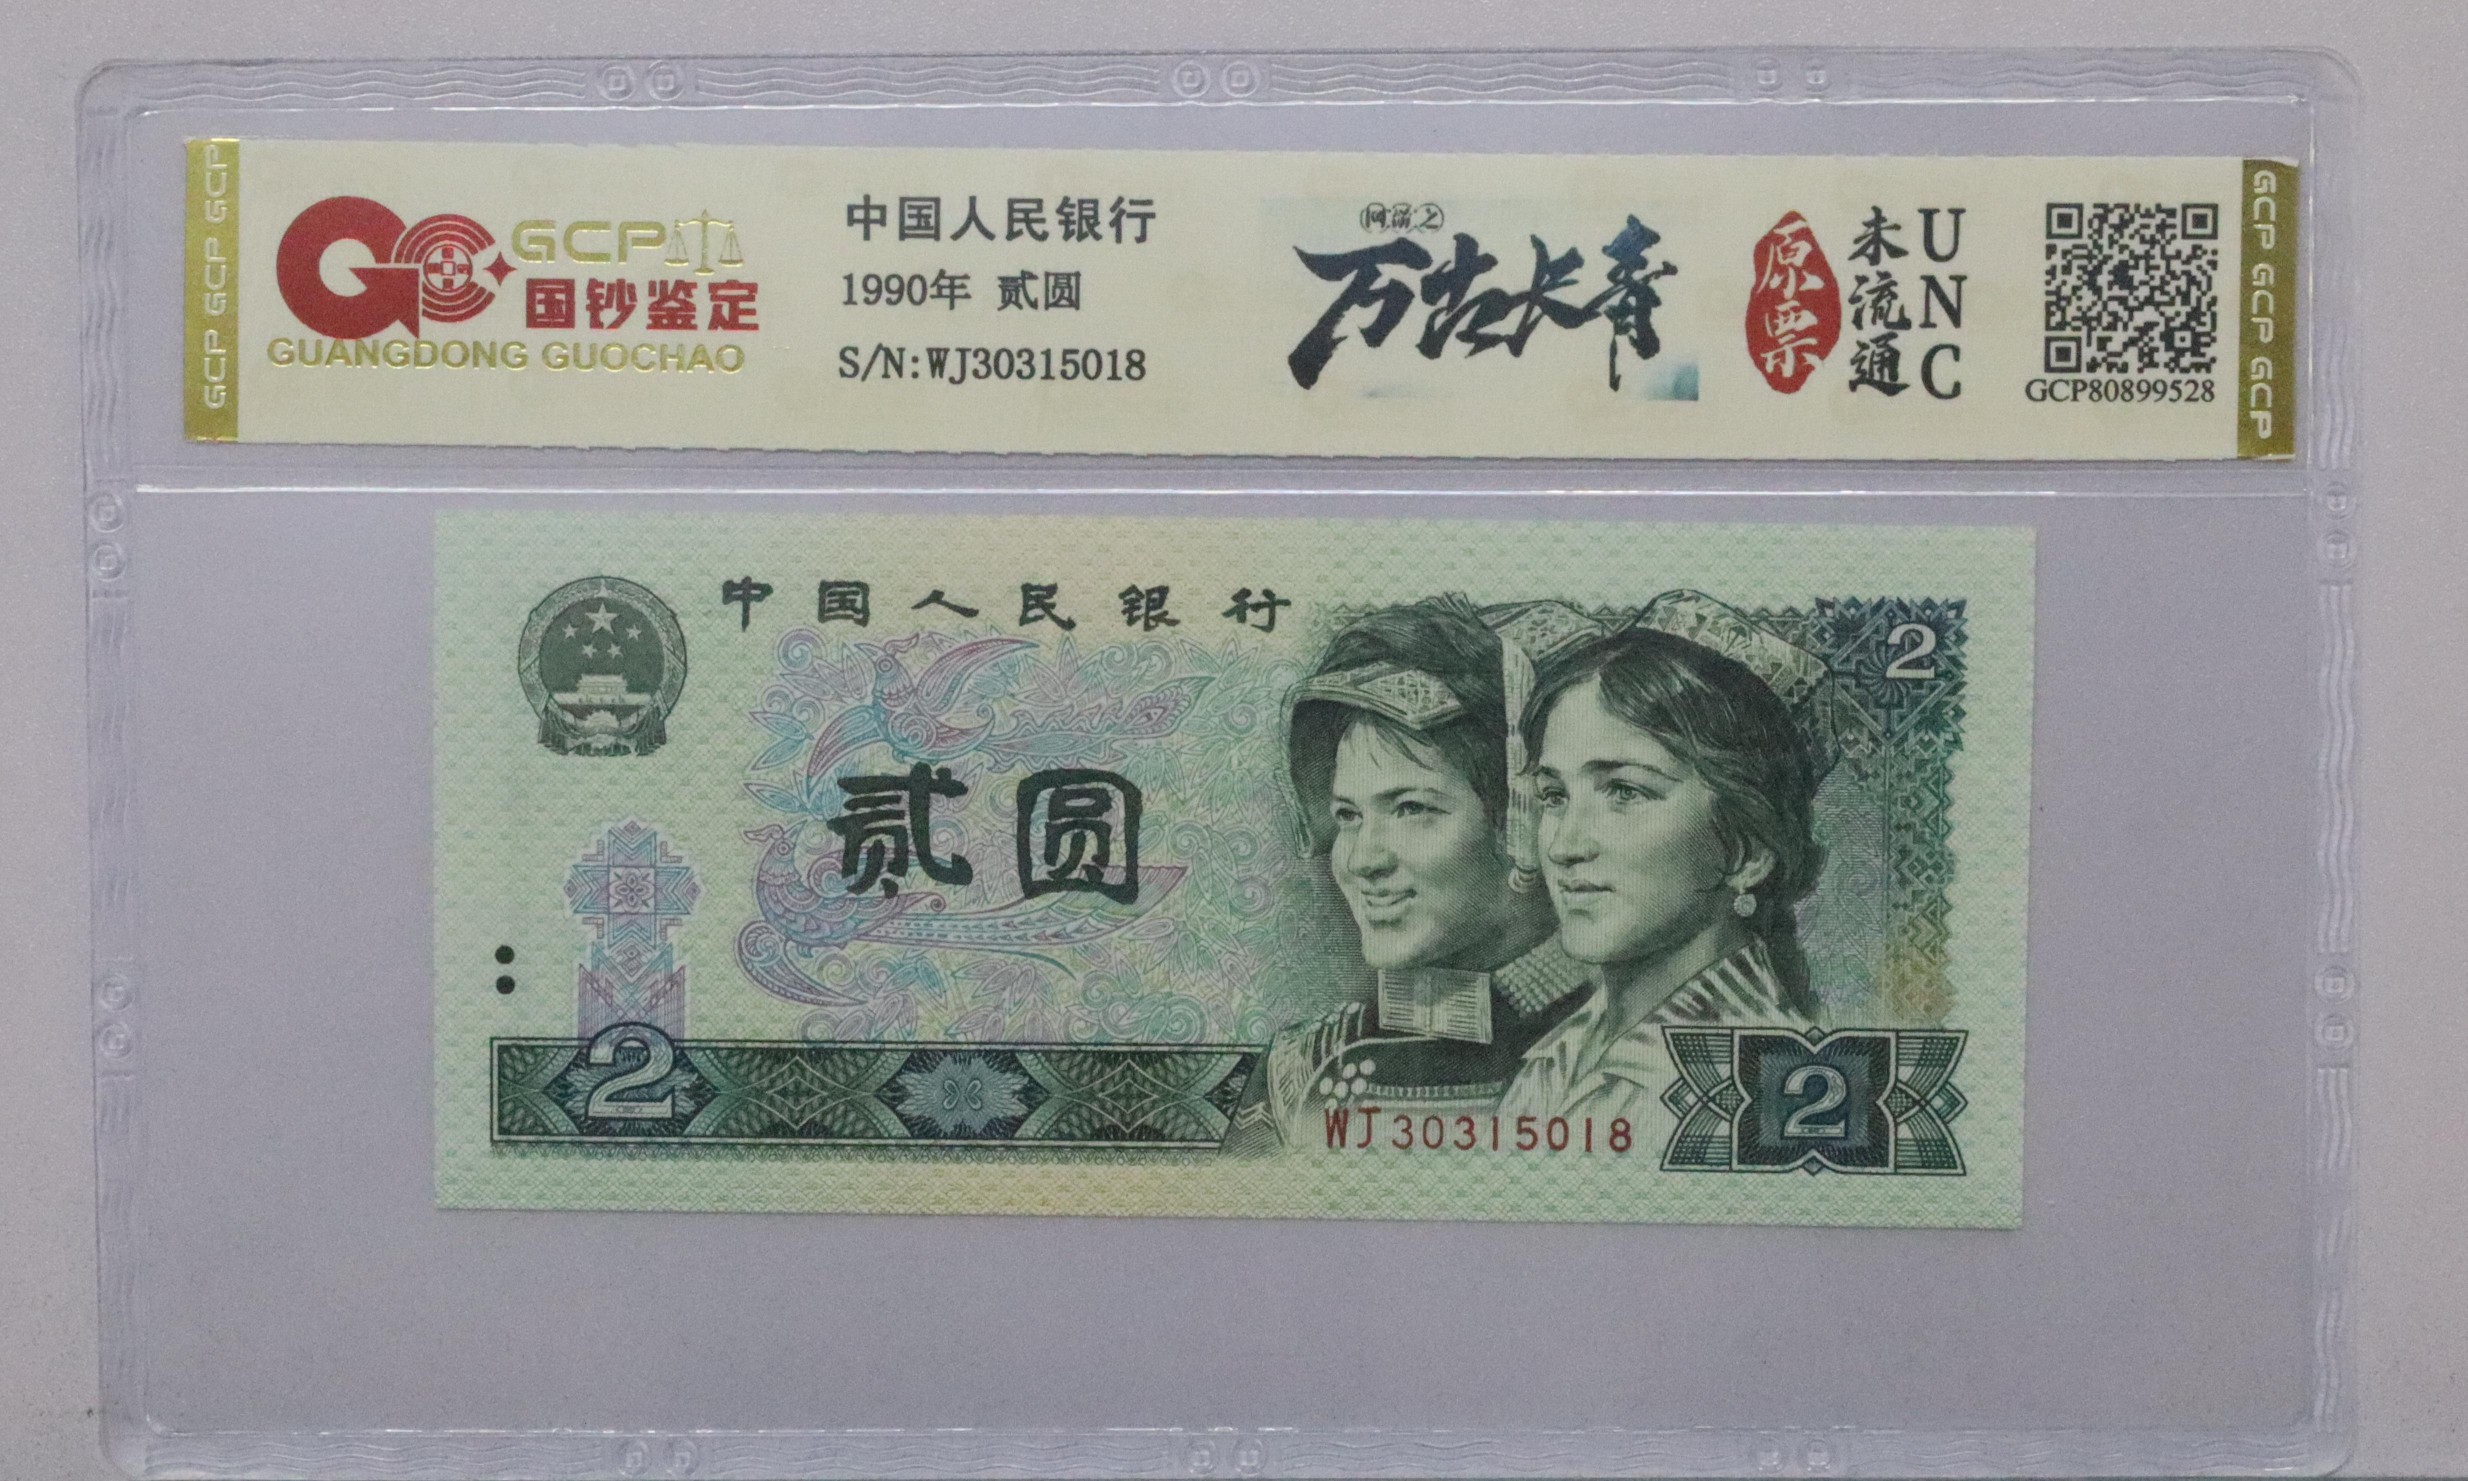 GCP GCP GCP
GCP
国钞鉴定
GUANGDONG GUOCHAO
中国人民银行
1990年 贰圆
S/N:WJ30315018
万古长青
原票
未流通
UNC
GCP80899528
GCP GCP GCP
中国人民银行
2
贰圆
2
WJ30315018
2